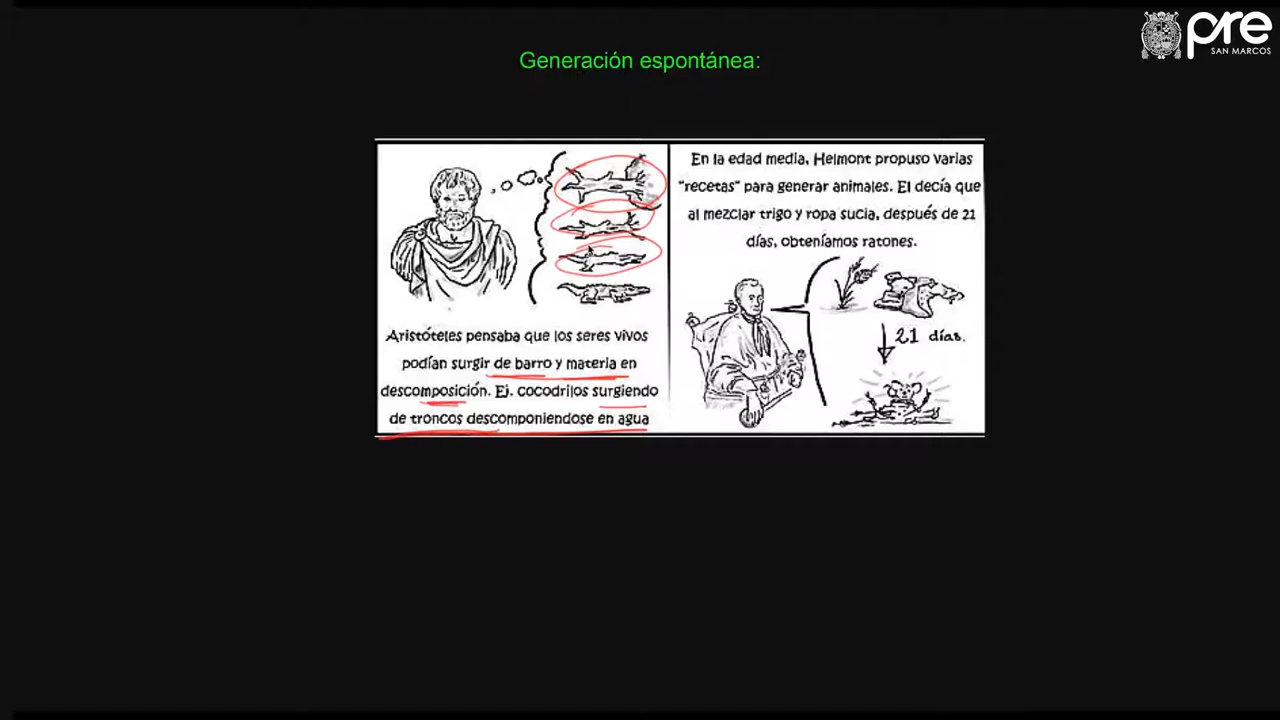 pre
SAN MARCOS
Generación espontánea:
Aristóteles pensaba que los seres vivos
podían surgir de barro y materia en
descomposición. Ej. cocodrilos surgiendo
de troncos descomponiendose en agua
En la edad media, Helmont propuso varias
"recetas" para generar animales. El decía que
al mezclar trigo y ropa sucia, después de 21
días, obteníamos ratones.
21 días.